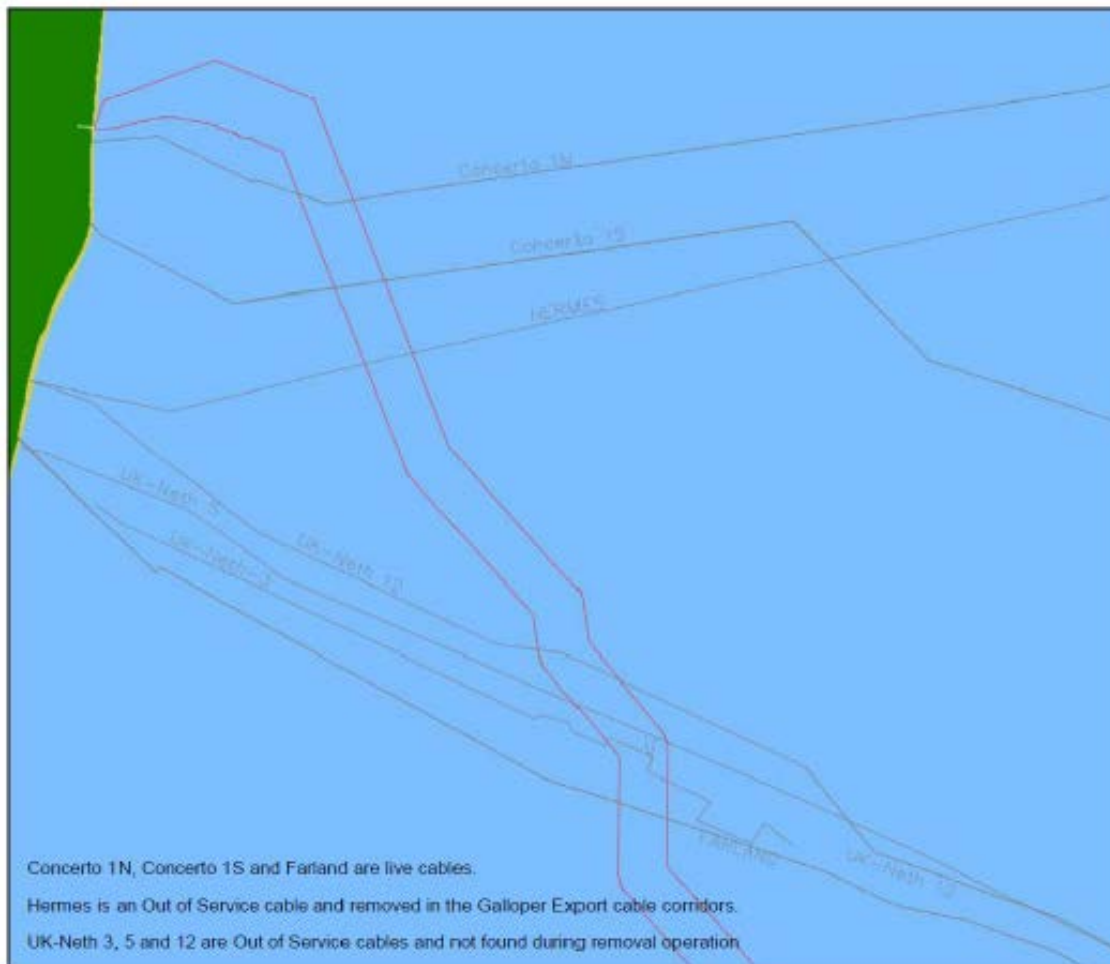 Concerto 1N
Concerto 1S
HERMES
UK-Neth 5
UK-Neth 12
UK-Neth 3
FARLAND
UK-Neth 12
Concerto 1N, Concerto 1S and Farland are live cables.
Hermes is an Out of Service cable and removed in the Galloper Export cable corridors.
UK-Neth 3, 5 and 12 are Out of Service cables and not found during removal operation